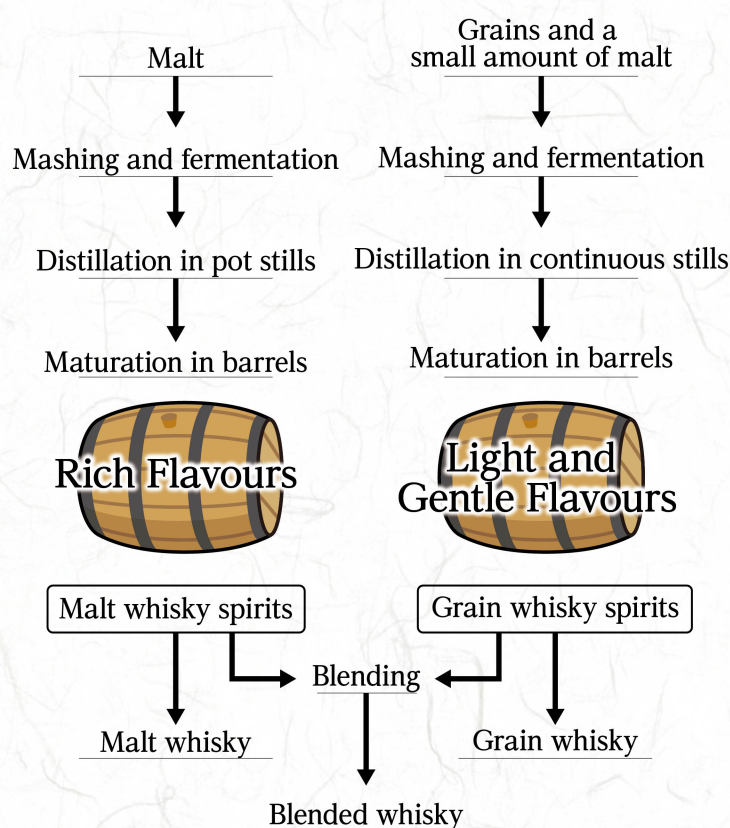 Malt
Grains and a
small amount of malt
Mashing and fermentation
Mashing and fermentation
Distillation in pot stills
Distillation in continuous stills
Maturation in barrels
Maturation in barrels
Rich Flavours
Light and
Gentle Flavours
Malt whisky spirits
Grain whisky spirits
Blending
Malt whisky
Grain whisky
Blended whisky